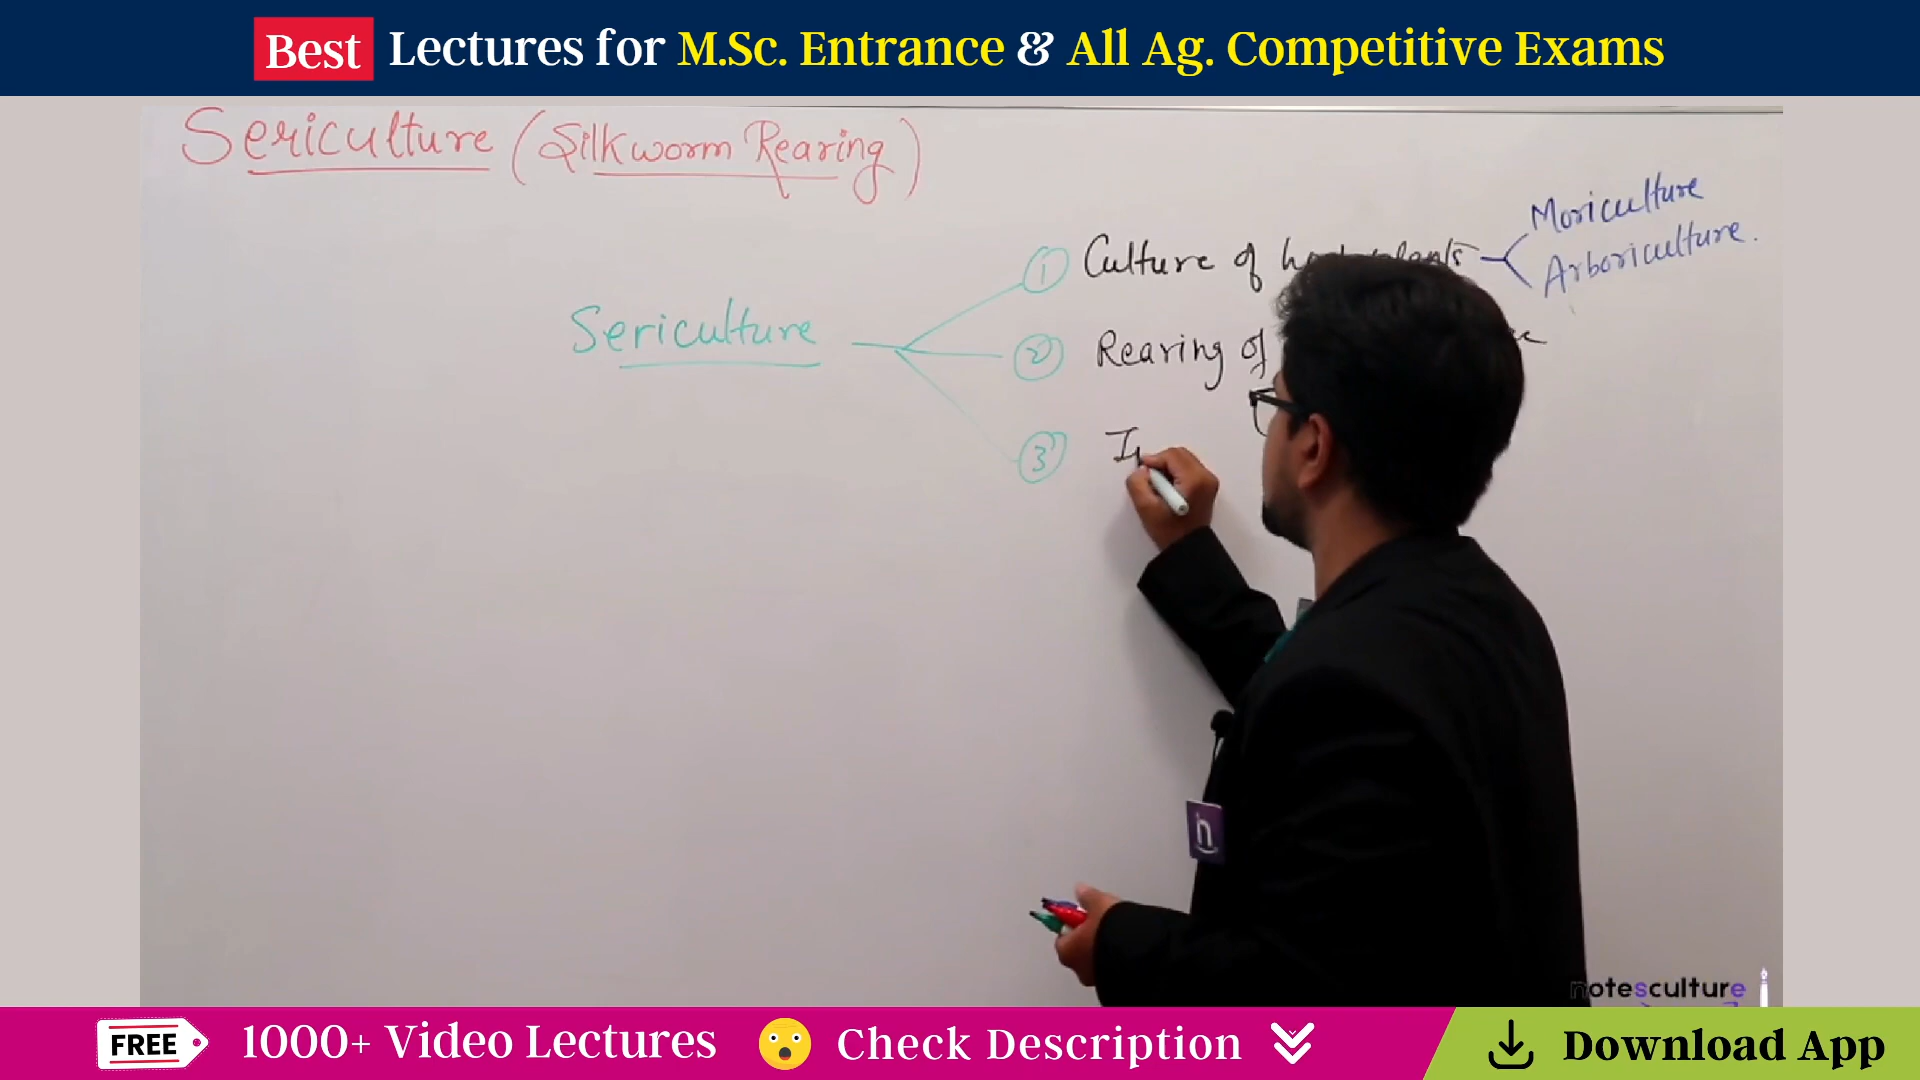 Best Lectures for M.Sc. Entrance & All Ag. Competitive Exams
Sericulture (Silkworm Rearing)
Moriculture
Arboriculture.
① Culture of
Sericulture
② Rearing of
③
n
notesculture
FREE 1000+ Video Lectures Check Description Download App